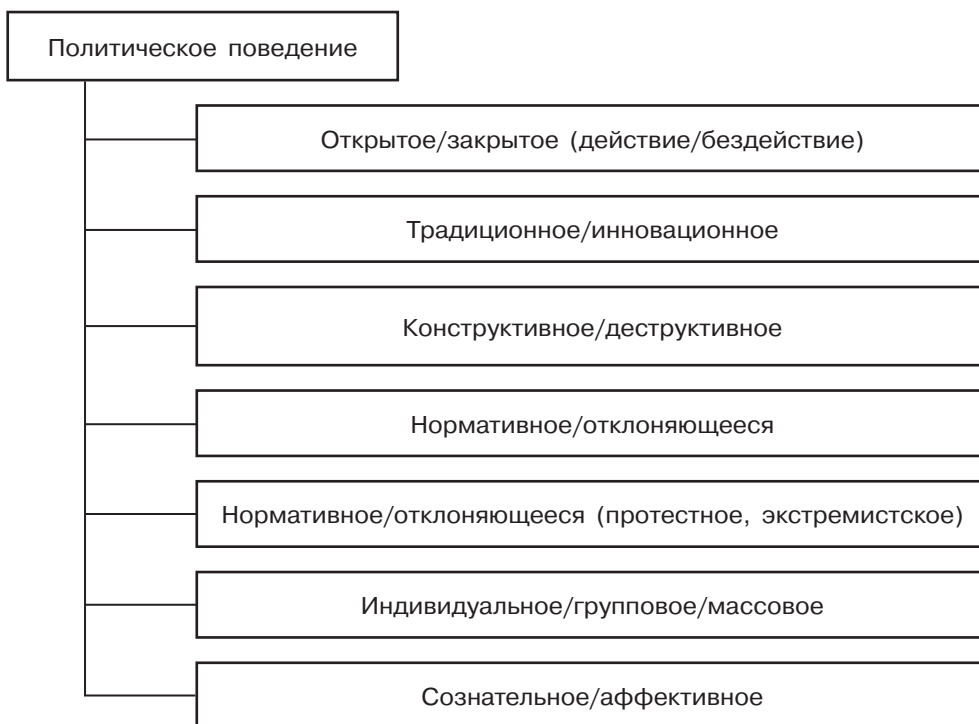 Политическое поведение
Открытое/закрытое (действие/бездействие)
Традиционное/инновационное
Конструктивное/деструктивное
Нормативное/отклоняющееся
Нормативное/отклоняющееся (протестное, экстремистское)
Индивидуальное/групповое/массовое
Сознательное/аффективное